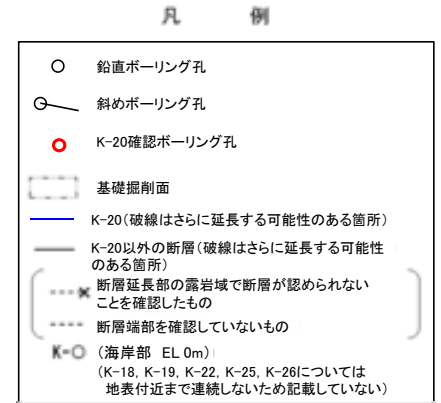 凡 例
鉛直ボーリング孔
斜めボーリング孔
K-20確認ボーリング孔
基礎掘削面
K-20(破線はさらに延長する可能性のある箇所)
K-20以外の断層(破線はさらに延長する可能性
のある箇所)
断層延長部の露岩域で断層が認められない
ことを確認したもの
断層端部を確認していないもの
K-○ (海岸部 EL 0m)
(K-18, K-19, K-22, K-25, K-26については
地表付近まで連続しないため記載していない)